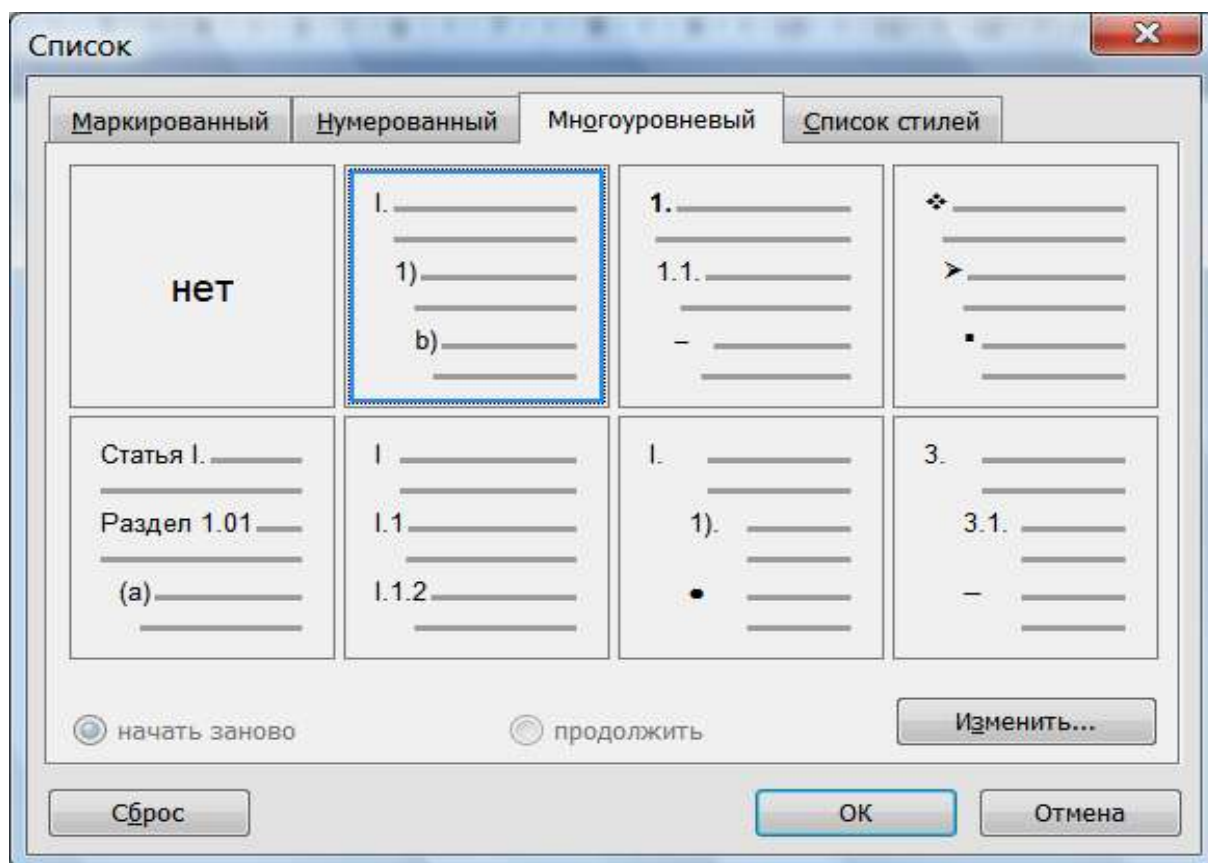 Список
Маркированный Нумерованный Многоуровневый Список стилей
нет
I.
1)
b)
1.
1.1.
–
❖
➢
▪
Статья I.
Раздел 1.01
(a)
I
I.1
I.1.2
I.
1).
●
3.
3.1.
–
начать заново продолжить Изменить...
Сброс ОК Отмена